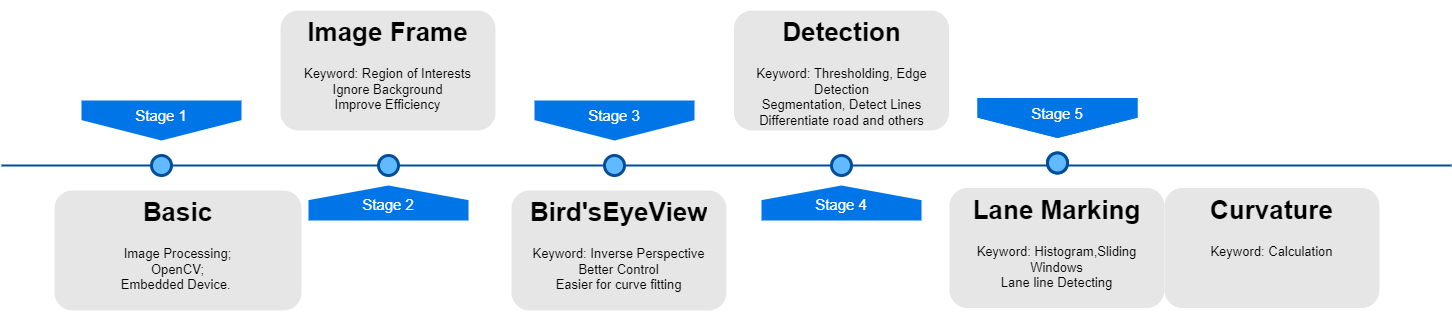 Stage 1
Basic
Image Processing;
OpenCV;
Embedded Device.
Image Frame
Keyword: Region of Interests
Ignore Background
Improve Efficiency
Stage 2
Stage 3
Bird'sEyeView
Keyword: Inverse Perspective
Better Control
Easier for curve fitting
Detection
Keyword: Thresholding, Edge
Detection
Segmentation, Detect Lines
Differentiate road and others
Stage 4
Stage 5
Lane Marking
Keyword: Histogram,Sliding
Windows
Lane line Detecting
Curvature
Keyword: Calculation